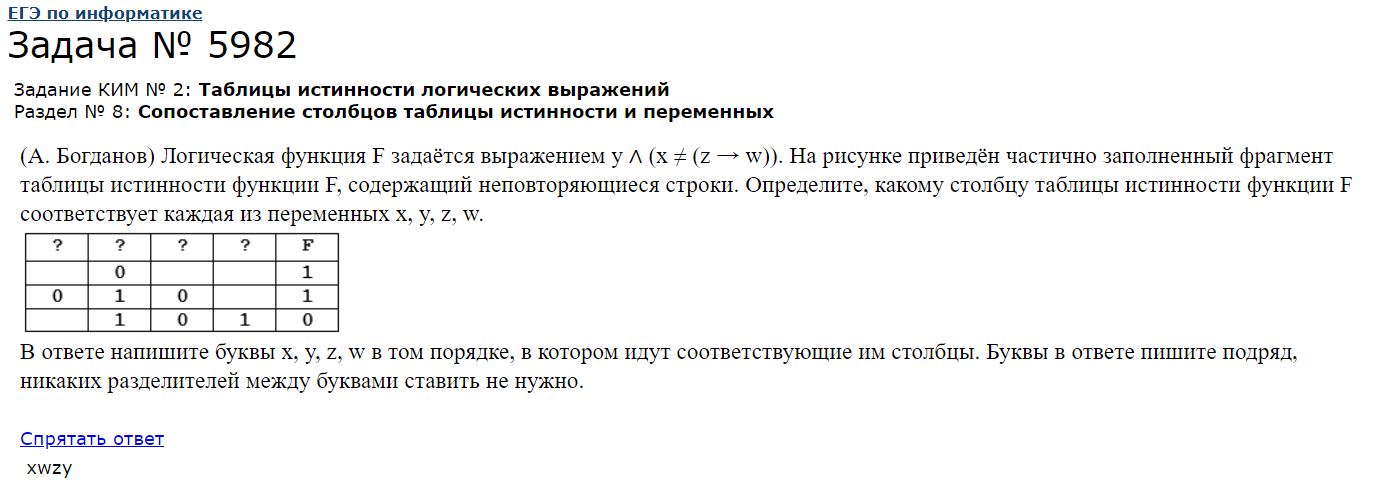 ЕГЭ по информатике
Задача № 5982
Задание КИМ № 2: Таблицы истинности логических выражений
Раздел № 8: Сопоставление столбцов таблицы истинности и переменных
(А. Богданов) Логическая функция F задаётся выражением y ∧ (x ≠ (z → w)). На рисунке приведён частично заполненный фрагмент
таблицы истинности функции F, содержащий неповторяющиеся строки. Определите, какому столбцу таблицы истинности функции F
соответствует каждая из переменных x, y, z, w.
? ? ? ? F
0 1
0 1 0 1
1 0 1 0
В ответе напишите буквы x, y, z, w в том порядке, в котором идут соответствующие им столбцы. Буквы в ответе пишите подряд,
никаких разделителей между буквами ставить не нужно.
Спрятать ответ
xwzy